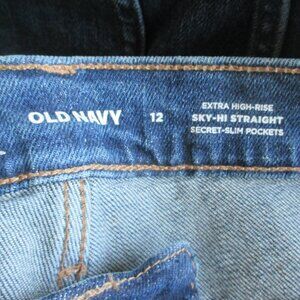 OLD NAVY
12
EXTRA HIGH-RISE
SKY-HI STRAIGHT
SECRET-SLIM POCKETS